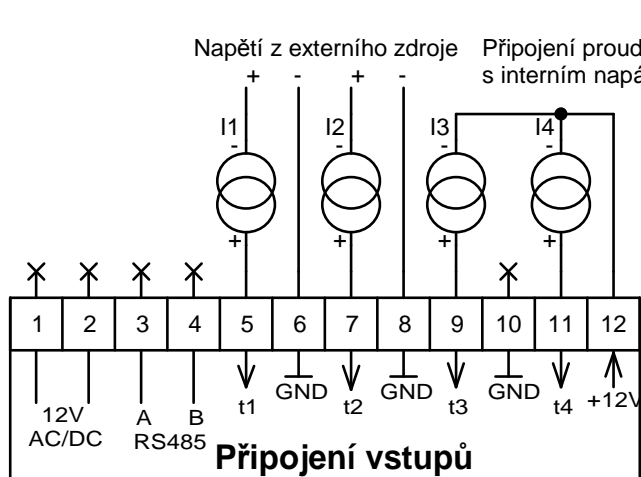 Napětí z externího zdroje Připojení proud
s interním napá
+ - + -
I1 I2 I3 I4
- - - -
+ + + +
1 2 3 4 5 6 7 8 9 10 11 12
t1 GND t2 GND t3 GND t4 +12V
12V A B
AC/DC RS485
Připojení vstupů